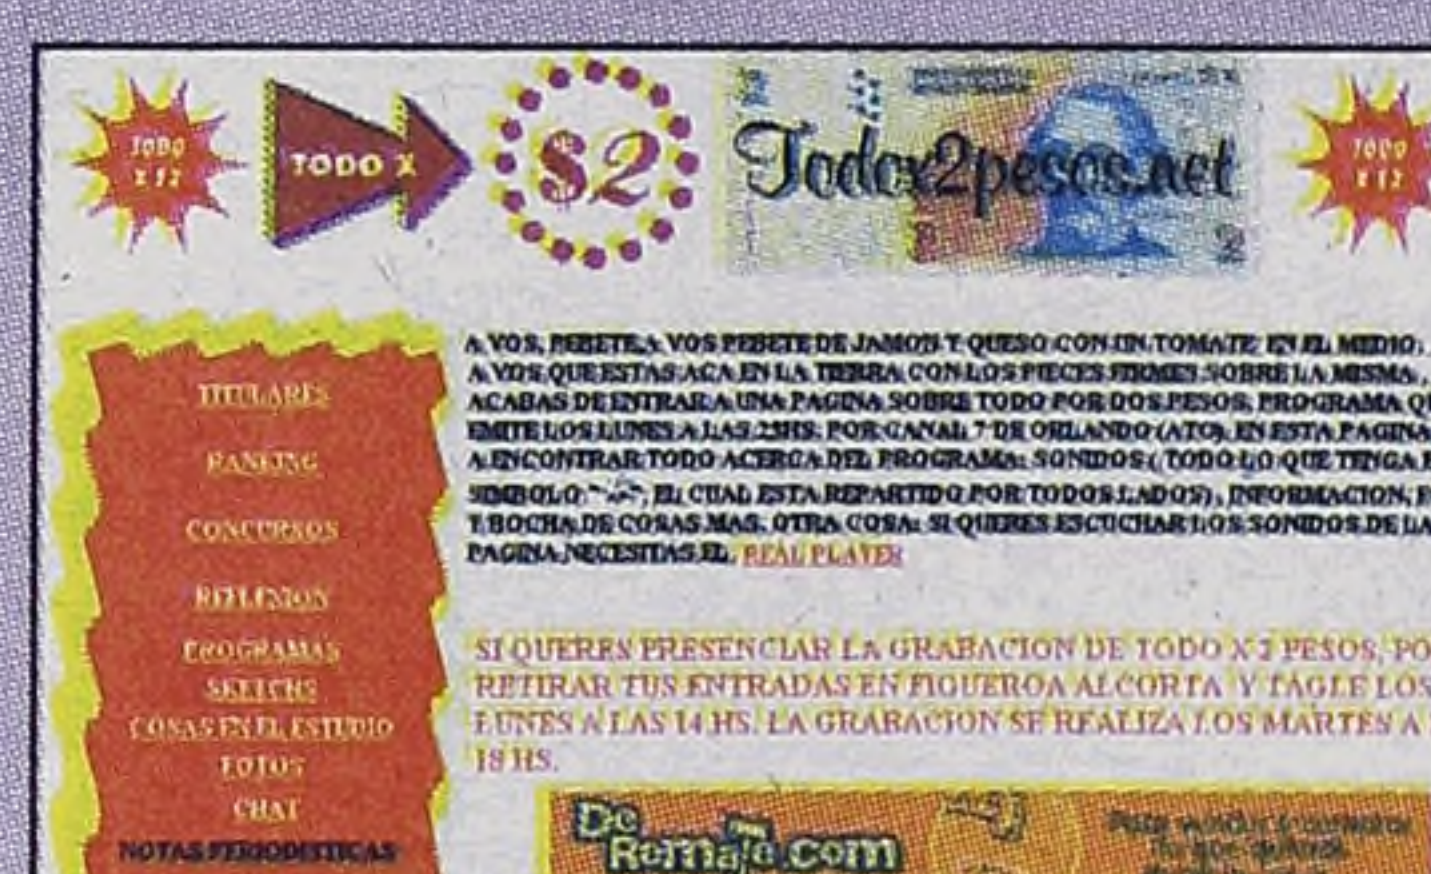 TODO
X $2
TODO X
$2
Todox2pesos.net
TODO
X $2
TITULARES
RANKING
CONCURSOS
REFLEXION
PROGRAMAS
SKETCHS
COSAS EN EL ESTUDIO
FOTOS
CHAT
NOTAS PERIODISTICAS
A VOS, PEBETE, A VOS PEBETE DE JAMON Y QUESO CON UN TOMATE EN EL MEDIO,
A VOS QUE ESTAS ACA EN LA TIERRA CON LOS PIECES FIRMES SOBRE LA MISMA,
ACABAS DE ENTRAR A UNA PAGINA SOBRE TODO POR DOS PESOS, PROGRAMA
EMITE LOS LUNES A LAS 23HS. POR CANAL 7 DE ORLANDO (ATC). EN ESTA PAGINA
A ENCONTRAR TODO ACERCA DEL PROGRAMA: SONIDOS (TODO LO QUE TENGA
SIMBOLO " ", EL CUAL ESTA REPARTIDO POR TODOS LADOS), INFORMACION,
Y BOCHA DE COSAS MAS. OTRA COSA: SI QUERES ESCUCHAR LOS SONIDOS DE LA
PAGINA NECESITAS EL REAL PLAYER
SI QUERES PRESENCIAR LA GRABACION DE TODO X 2 PESOS,
RETIRAR TUS ENTRADAS EN FIGUEROA ALCORTA Y TAGLE LOS
LUNES A LAS 14 HS. LA GRABACION SE REALIZA LOS MARTES A
18 HS.
DeRemate.com